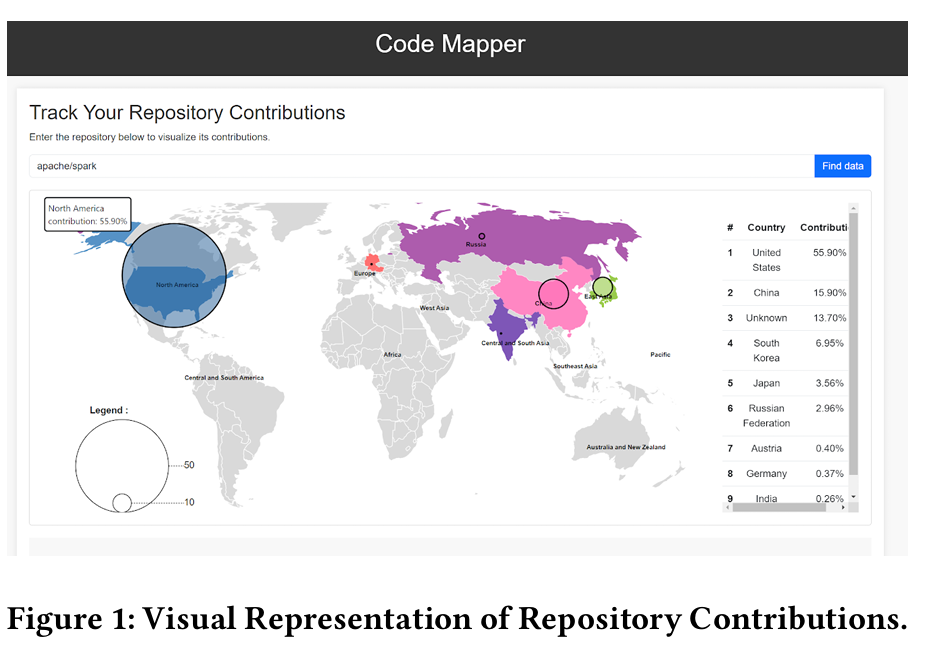 Code Mapper
Track Your Repository Contributions
Enter the repository below to visualize its contributions.
apache/spark
Find data
North America
contribution: 55.90%
North America
Central and South America
Europe
Africa
West Asia
Russia
China
East Asia
Central and South Asia
Southeast Asia
Pacific
Australia and New Zealand
Legend :
50
10
# Country Contributi
1 United States 55.90%
2 China 15.90%
3 Unknown 13.70%
4 South Korea 6.95%
5 Japan 3.56%
6 Russian Federation 2.96%
7 Austria 0.40%
8 Germany 0.37%
9 India 0.26%
Figure 1: Visual Representation of Repository Contributions.